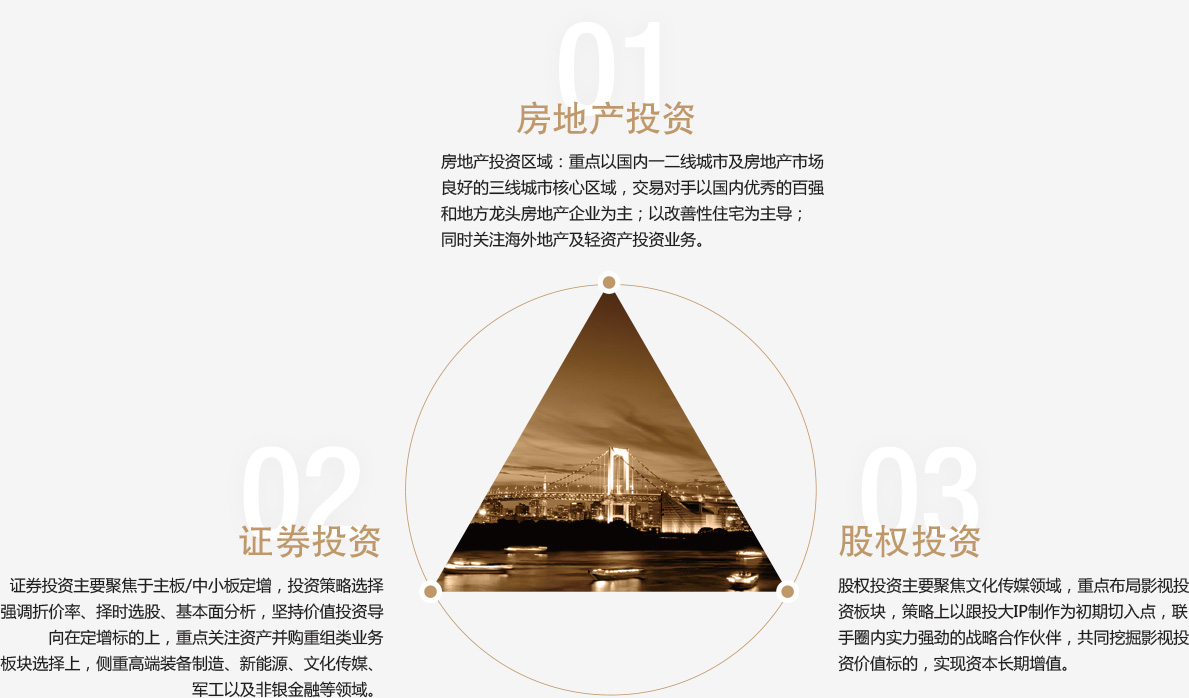 01
房地产投资
房地产投资区域：重点以国内一二线城市及房地产市场
良好的三线城市核心区域，交易对手以国内优秀的百强
和地方龙头房地产企业为主；以改善性住宅为主导；
同时关注海外地产及轻资产投资业务。
02
证券投资
证券投资主要聚焦于主板/中小板定增，投资策略选择
强调折价率、择时选股、基本面分析，坚持价值投资导
向在定增标的上，重点关注资产并购重组类业务
板块选择上，侧重高端装备制造、新能源、文化传媒、
军工以及非银金融等领域。
03
股权投资
股权投资主要聚焦文化传媒领域，重点布局影视投
资板块，策略上以跟投大IP制作为初期切入点，联
手圈内实力强劲的战略合作伙伴，共同挖掘影视投
资价值标的，实现资本长期增值。